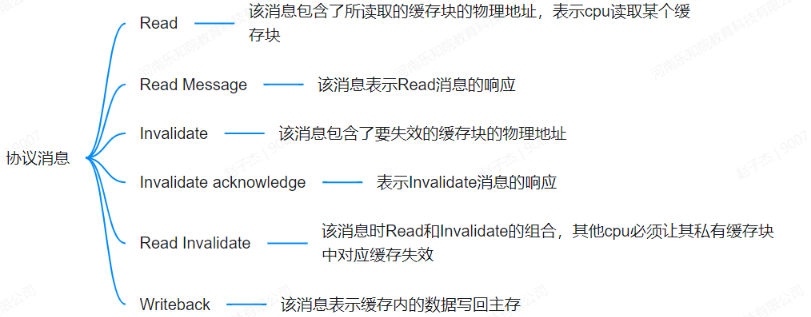 协议消息
Read
该消息包含了所读取的缓存块的物理地址，表示cpu读取某个缓
存块
Read Message
该消息表示Read消息的响应
Invalidate
该消息包含了要失效的缓存块的物理地址
Invalidate acknowledge
表示Invalidate消息的响应
Read Invalidate
该消息时Read和Invalidate的组合，其他cpu必须让其私有缓存块
中对应缓存失效
Writeback
该消息表示缓存内的数据写回主存